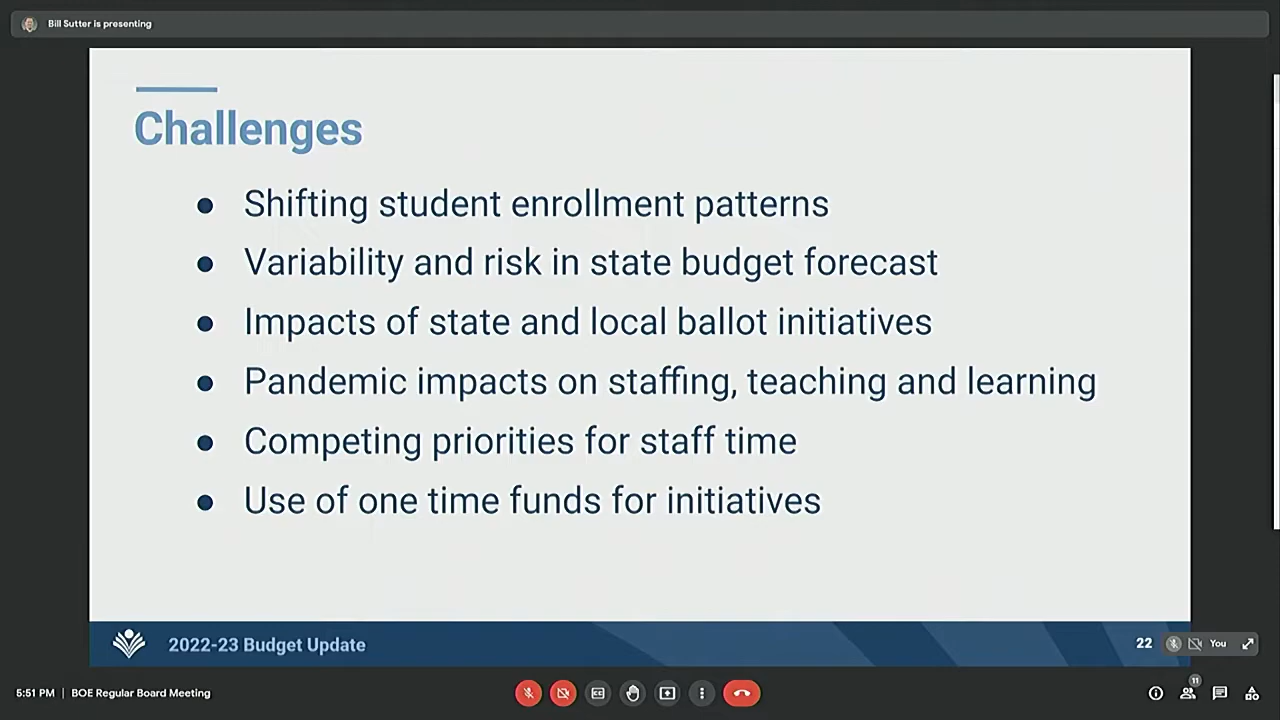 Bill Sutter is presenting
Challenges
● Shifting student enrollment patterns
● Variability and risk in state budget forecast
● Impacts of state and local ballot initiatives
● Pandemic impacts on staffing, teaching and learning
● Competing priorities for staff time
● Use of one time funds for initiatives
2022-23 Budget Update
22
You
5:51 PM | BOE Regular Board Meeting
11